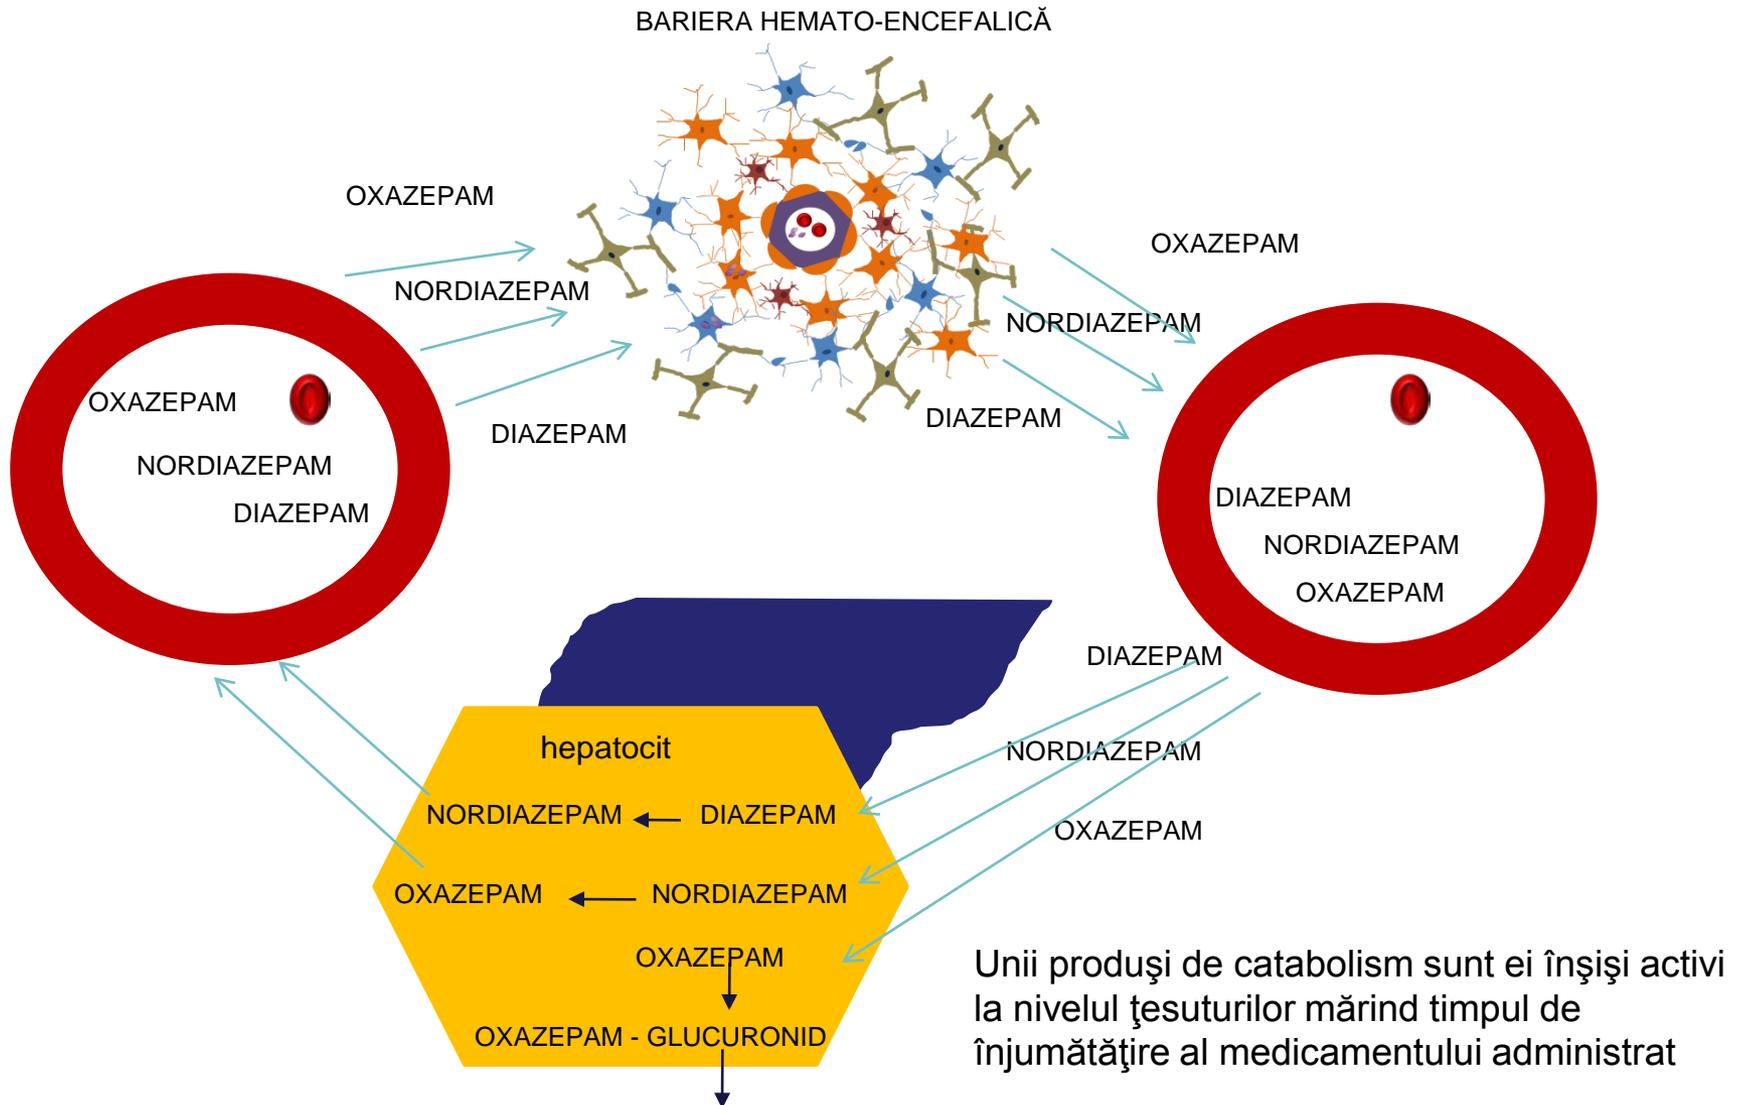 BARIERA HEMATO-ENCEFALICĂ
OXAZEPAM
NORDIAZEPAM
DIAZEPAM
OXAZEPAM
NORDIAZEPAM
DIAZEPAM
OXAZEPAM
NORDIAZEPAM
DIAZEPAM
DIAZEPAM
NORDIAZEPAM
OXAZEPAM
DIAZEPAM
NORDIAZEPAM
OXAZEPAM
hepatocit
NORDIAZEPAM DIAZEPAM
OXAZEPAM NORDIAZEPAM
OXAZEPAM
OXAZEPAM - GLUCURONID
Unii produşi de catabolism sunt ei înşişi activi
la nivelul ţesuturilor mărind timpul de
înjumătăţire al medicamentului administrat